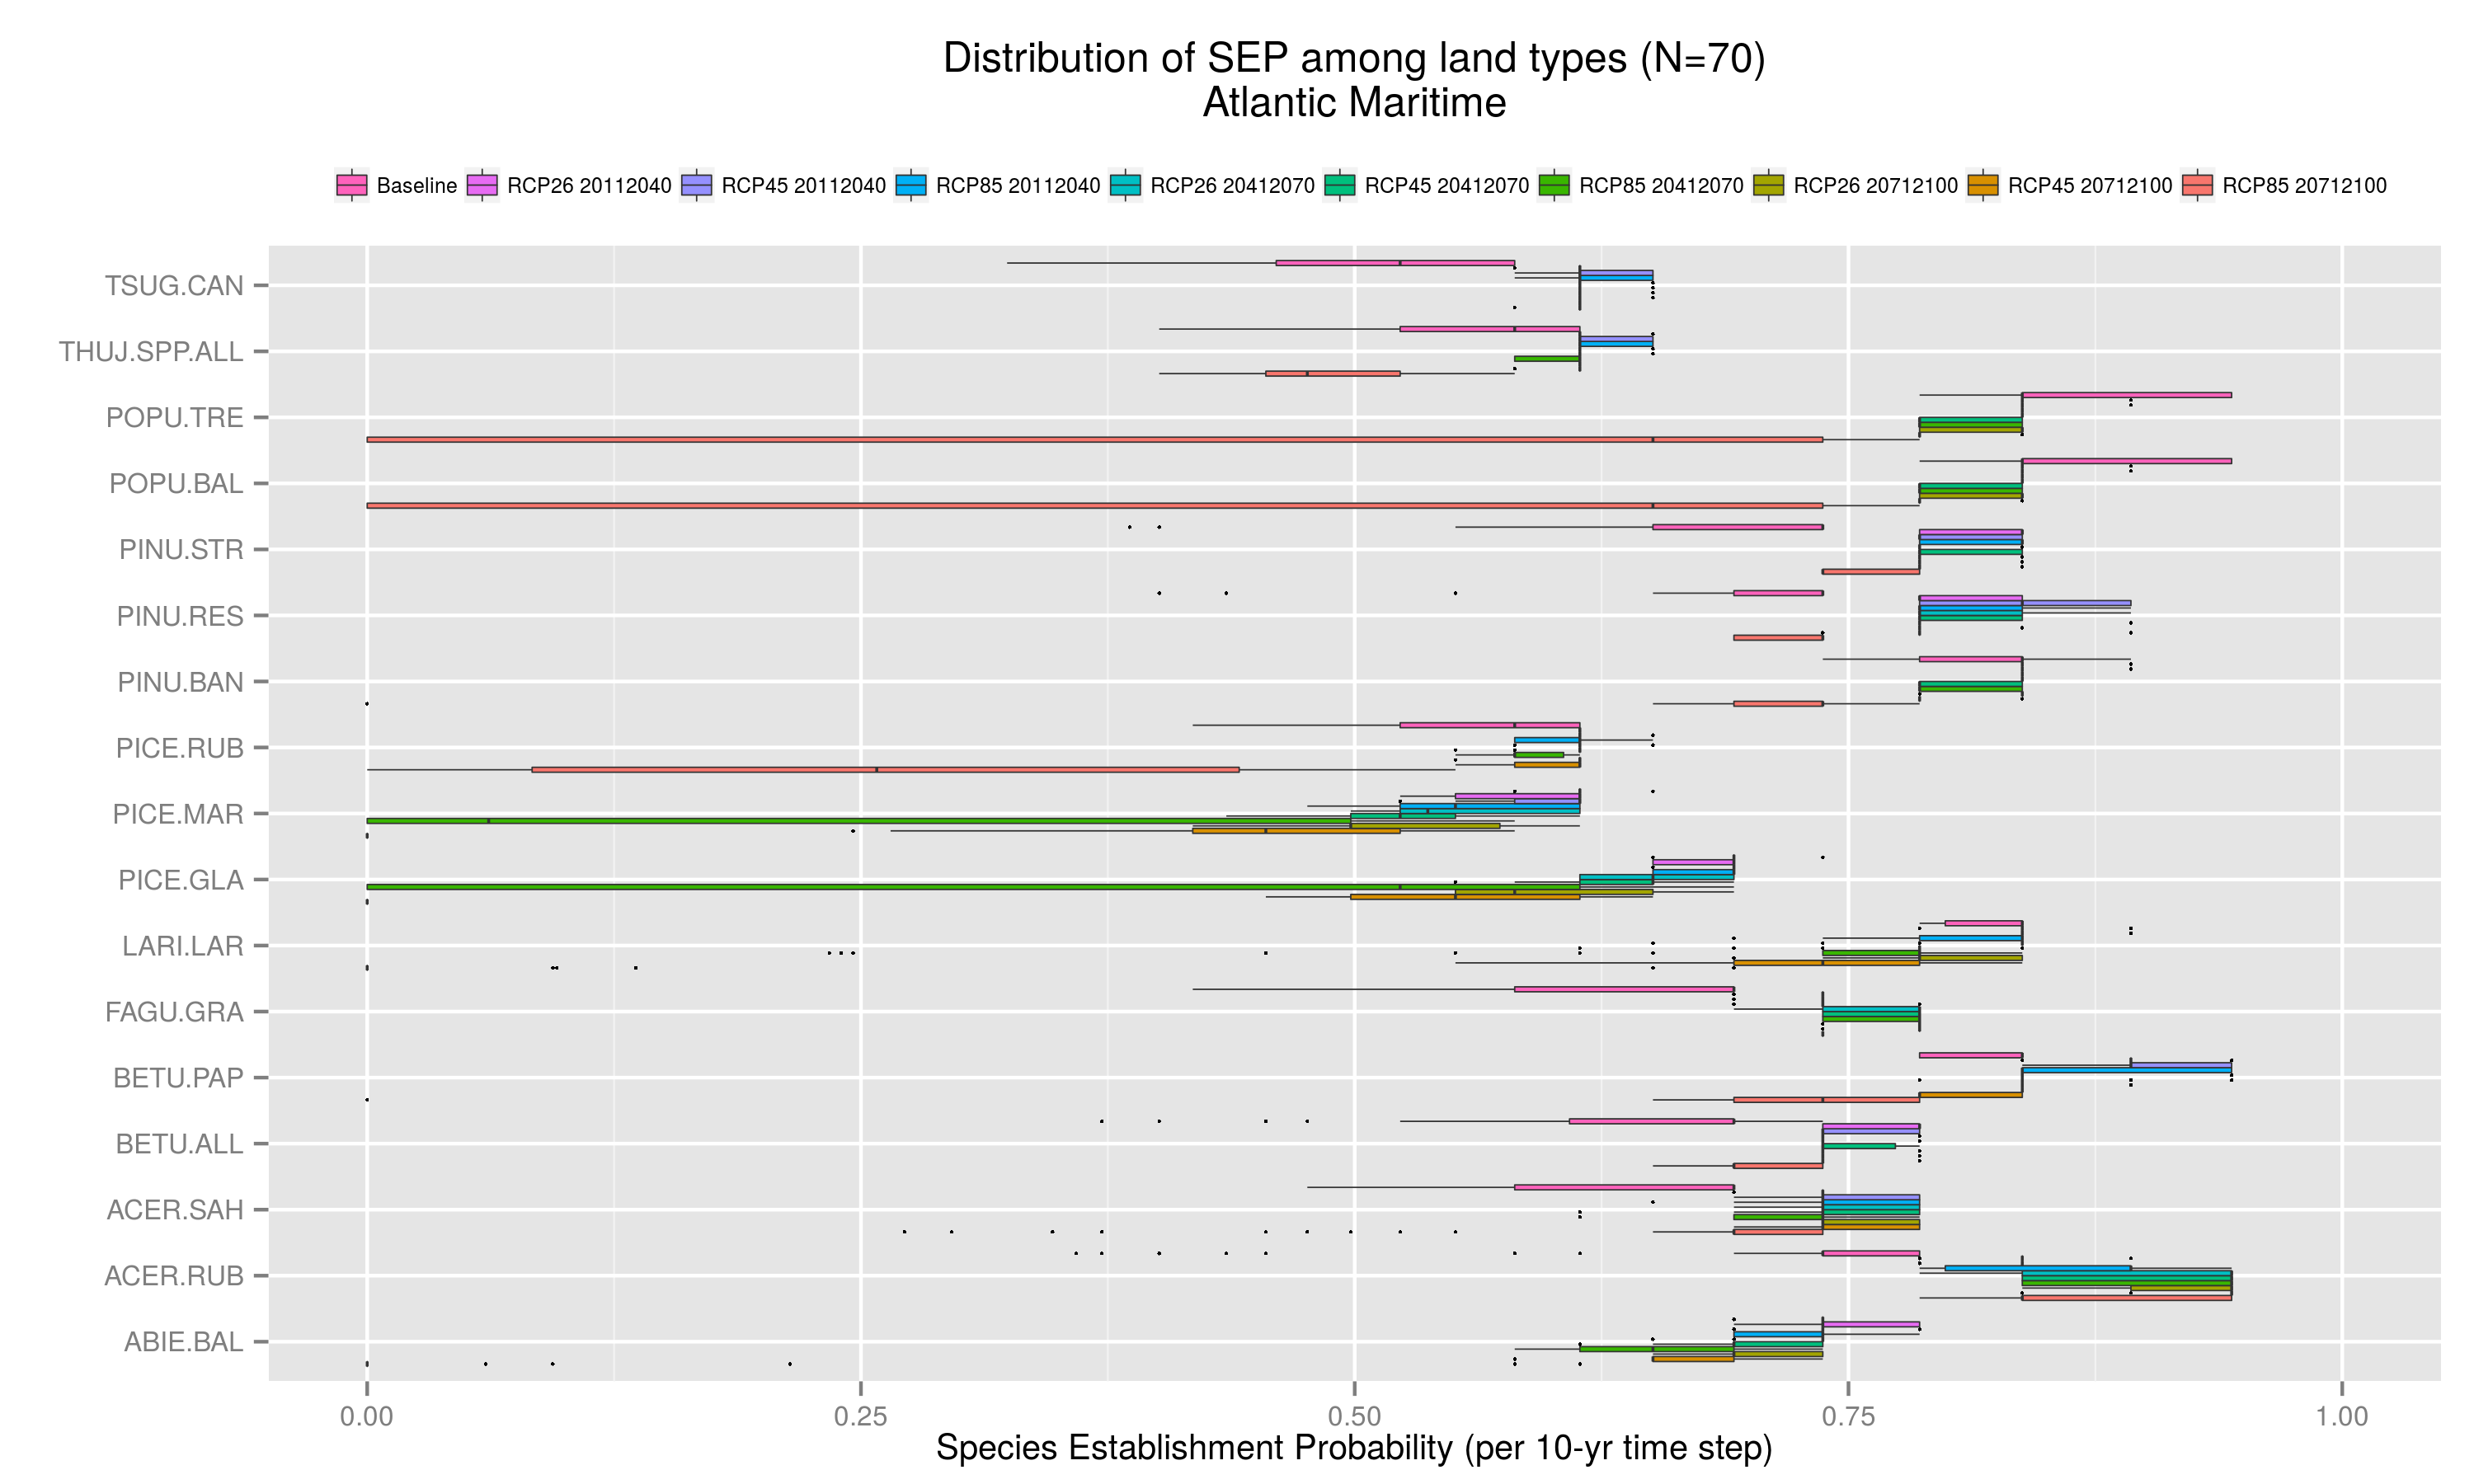 Distribution of SEP among land types (N=70)
Atlantic Maritime
Baseline RCP26 20112040 RCP45 20112040 RCP85 20112040 RCP26 20412070 RCP45 20412070 RCP85 20412070 RCP26 20712100 RCP45 20712100 RCP85 20712100
TSUG.CAN
THUJ.SPP.ALL
POPU.TRE
POPU.BAL
PINU.STR
PINU.RES
PINU.BAN
PICE.RUB
PICE.MAR
PICE.GLA
LARI.LAR
FAGU.GRA
BETU.PAP
BETU.ALL
ACER.SAH
ACER.RUB
ABIE.BAL
0.00 0.25 0.50 0.75 1.00
Species Establishment Probability (per 10-yr time step)